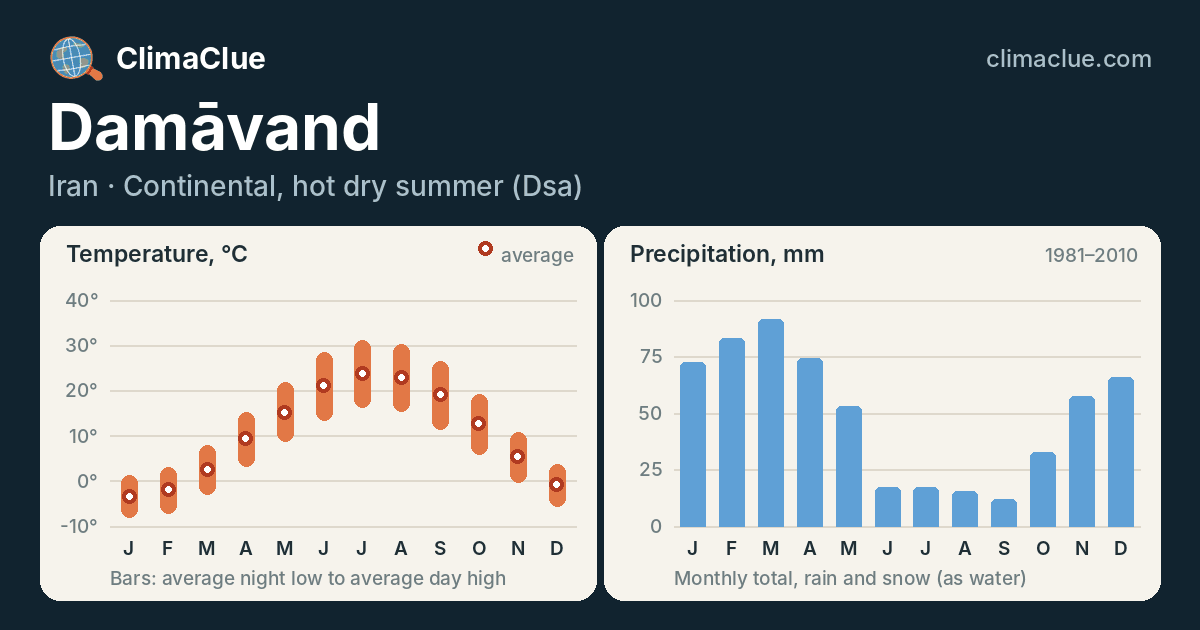 ClimaClue
climaclue.com
Damāvand
Iran · Continental, hot dry summer (Dsa)
Temperature, °C
average
40°
30°
20°
10°
0°
-10°
J F M A M J J A S O N D
Bars: average night low to average day high
Precipitation, mm
1981–2010
100
75
50
25
0
J F M A M J J A S O N D
Monthly total, rain and snow (as water)